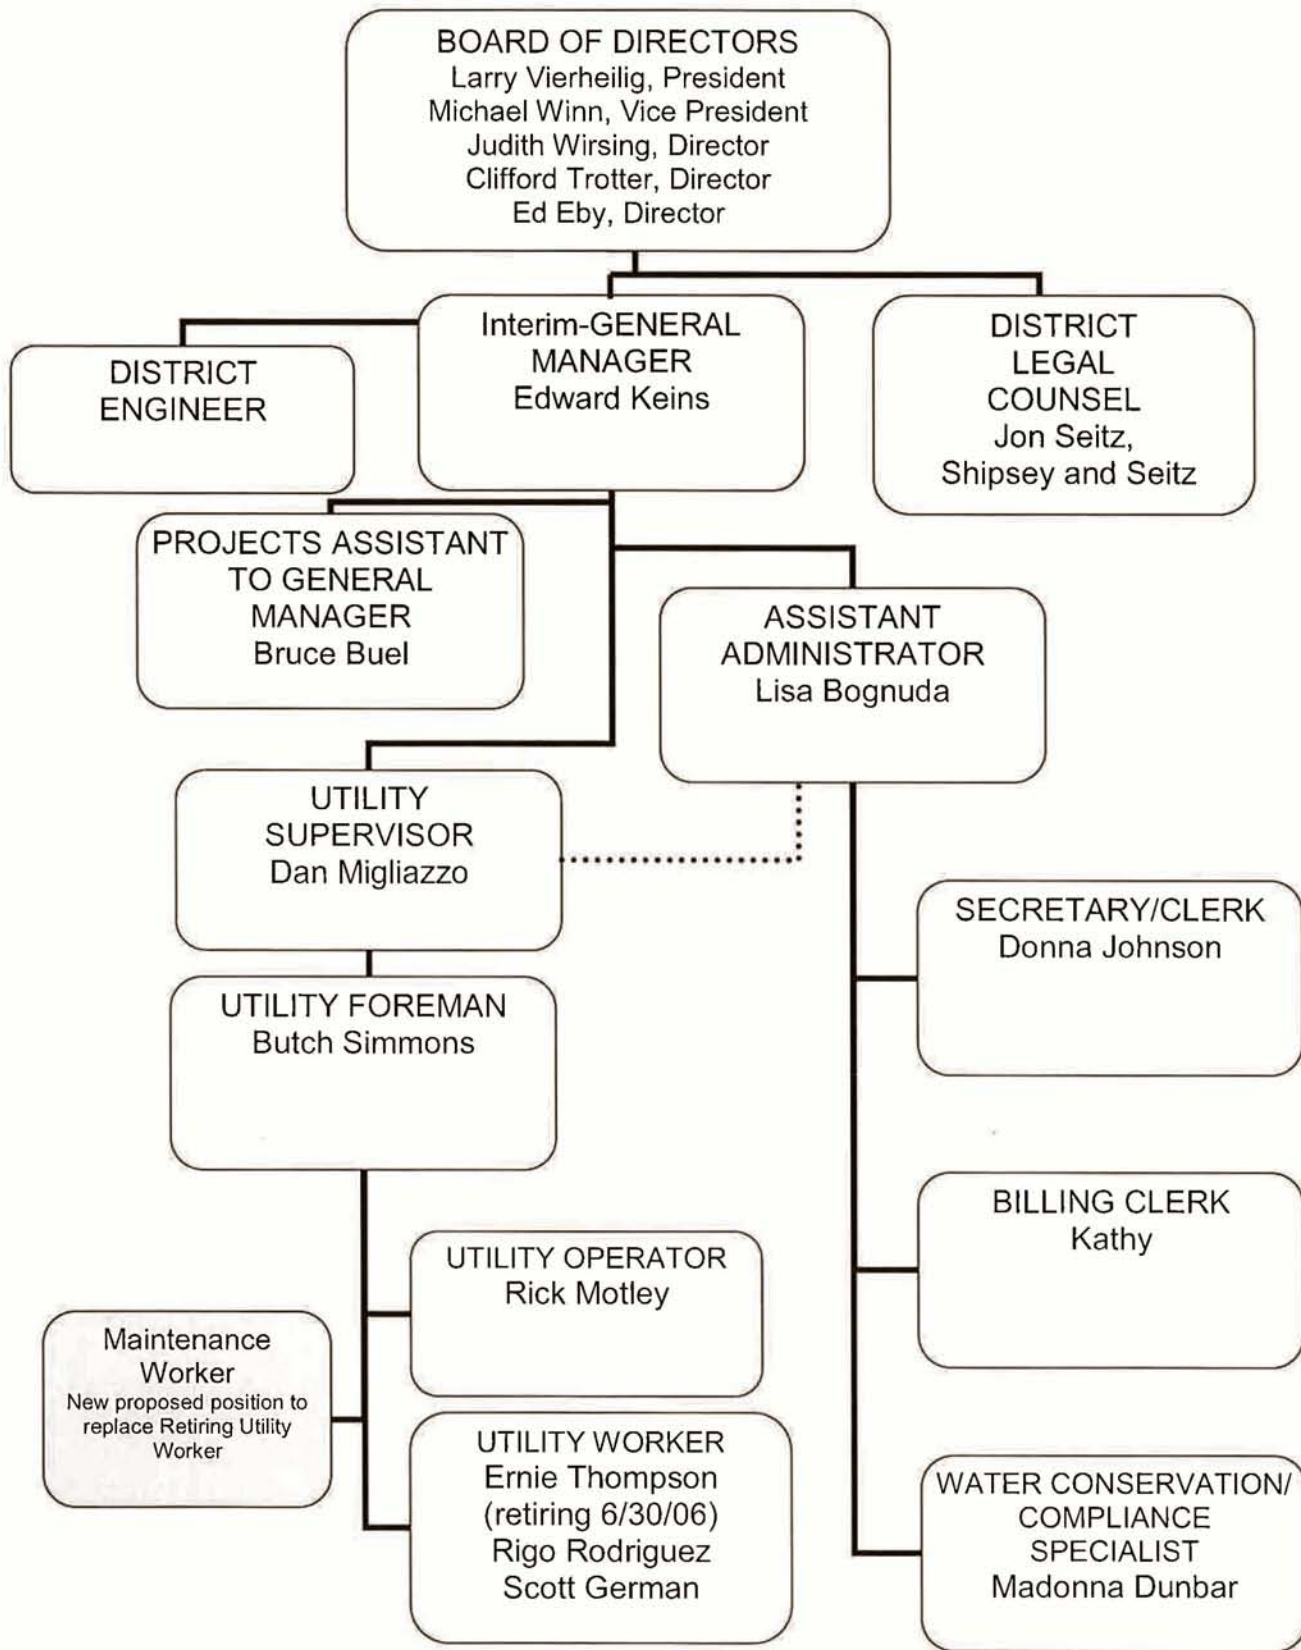 BOARD OF DIRECTORS
Larry Vierheilig, President
Michael Winn, Vice President
Judith Wirsing, Director
Clifford Trotter, Director
Ed Eby, Director
Interim-GENERAL
MANAGER
Edward Keins
DISTRICT
LEGAL
COUNSEL
Jon Seitz,
Shipsey and Seitz
DISTRICT
ENGINEER
PROJECTS ASSISTANT
TO GENERAL
MANAGER
Bruce Buel
ASSISTANT
ADMINISTRATOR
Lisa Bognuda
UTILITY
SUPERVISOR
Dan Migliazzo
SECRETARY/CLERK
Donna Johnson
UTILITY FOREMAN
Butch Simmons
BILLING CLERK
Kathy
UTILITY OPERATOR
Rick Motley
Maintenance
Worker
New proposed position to
replace Retiring Utility
Worker
UTILITY WORKER
Ernie Thompson
(retiring 6/30/06)
Rigo Rodriguez
Scott German
WATER CONSERVATION/
COMPLIANCE
SPECIALIST
Madonna Dunbar